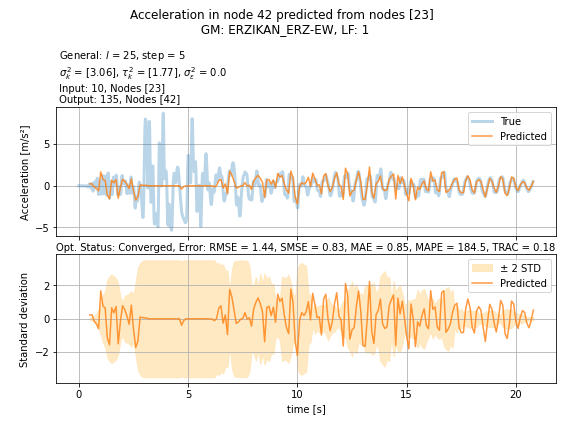 Acceleration in node 42 predicted from nodes [23]
GM: ERZIKAN_ERZ-EW, LF: 1
General: l = 25, step = 5
σ²ₖ = [3.06], τ²ₖ = [1.77], σ²ε = 0.0
Input: 10, Nodes [23]
Output: 135, Nodes [42]
Acceleration [m/s²]
5
0
−5
True
Predicted
Opt. Status: Converged, Error: RMSE = 1.44, SMSE = 0.83, MAE = 0.85, MAPE = 184.5, TRAC = 0.18
Standard deviation
2
0
−2
± 2 STD
Predicted
0 5 10 15 20
time [s]